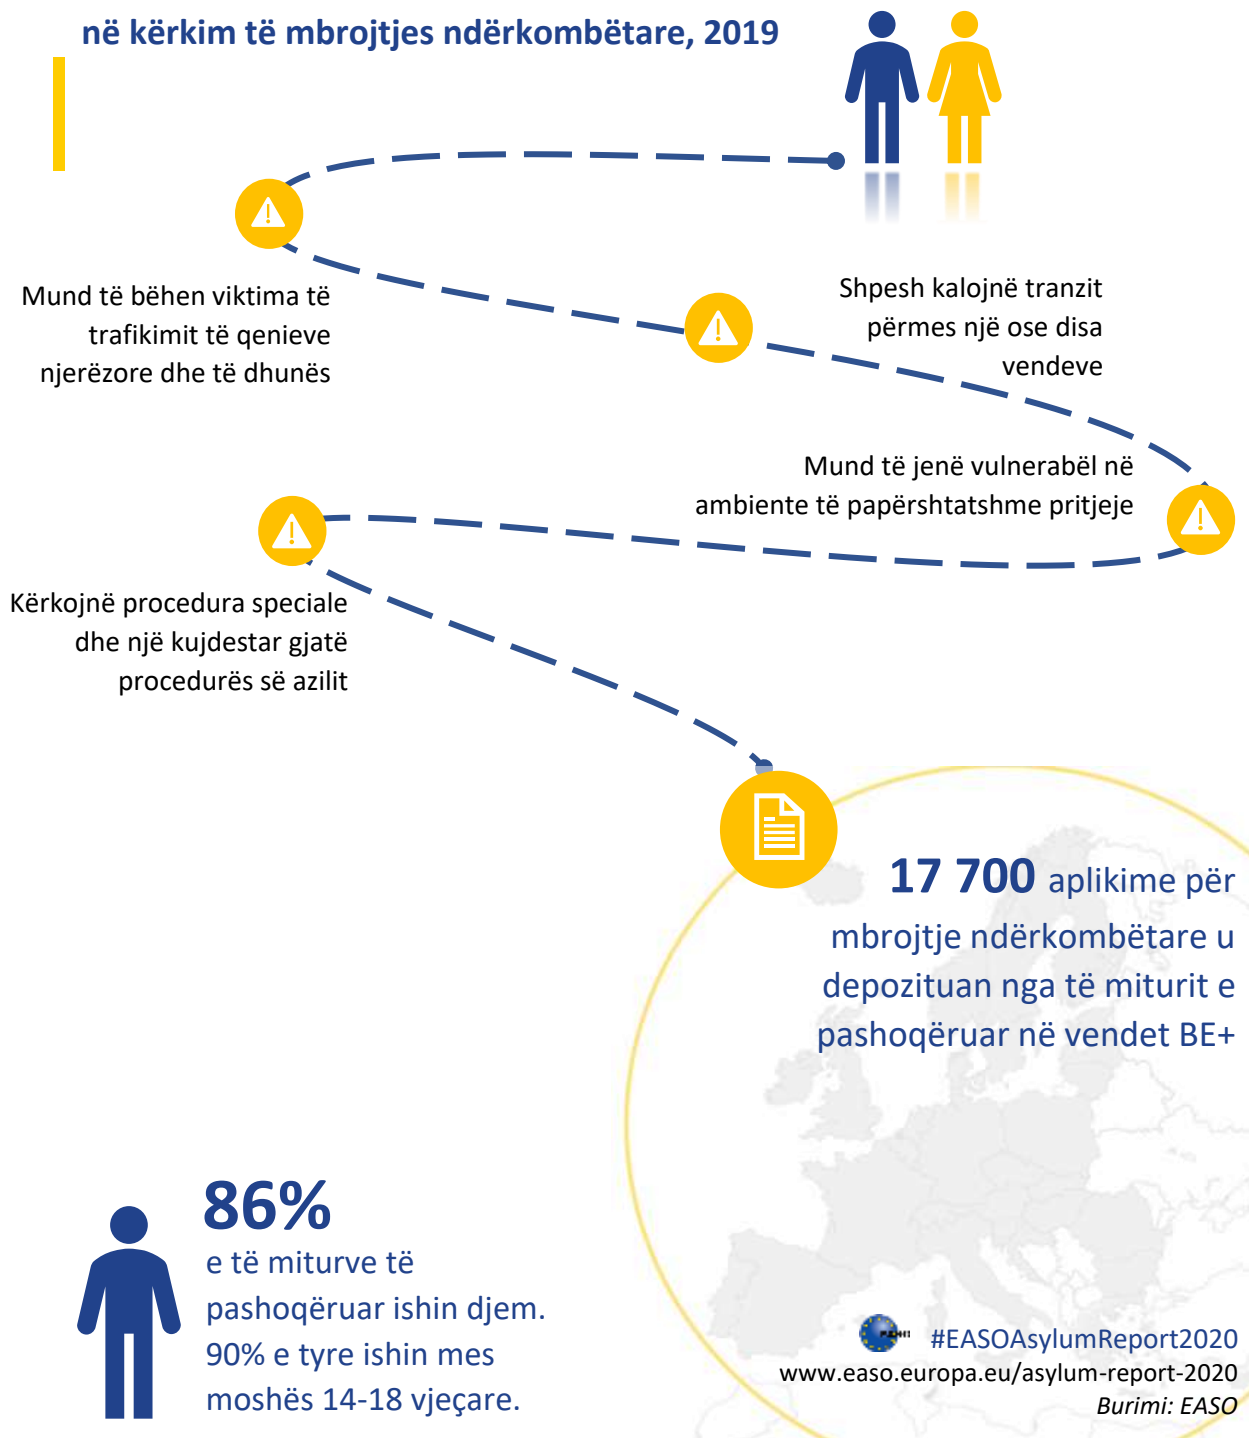 në kërkim të mbrojtjes ndërkombëtare, 2019
Mund të bëhen viktima të
trafikimit të qenieve
njerëzore dhe të dhunës
Shpesh kalojnë tranzit
përmes një ose disa
vendeve
Mund të jenë vulnerabël në
ambiente të papërshtatshme pritjeje
Kërkojnë procedura speciale
dhe një kujdestar gjatë
procedurës së azilit
17 700 aplikime për
mbrojtje ndërkombëtare u
depozituan nga të miturit e
pashoqëruar në vendet BE+
86%
e të miturve të
pashoqëruar ishin djem.
90% e tyre ishin mes
moshës 14-18 vjeçare.
#EASOAsylumReport2020
www.easo.europa.eu/asylum-report-2020
Burimi: EASO